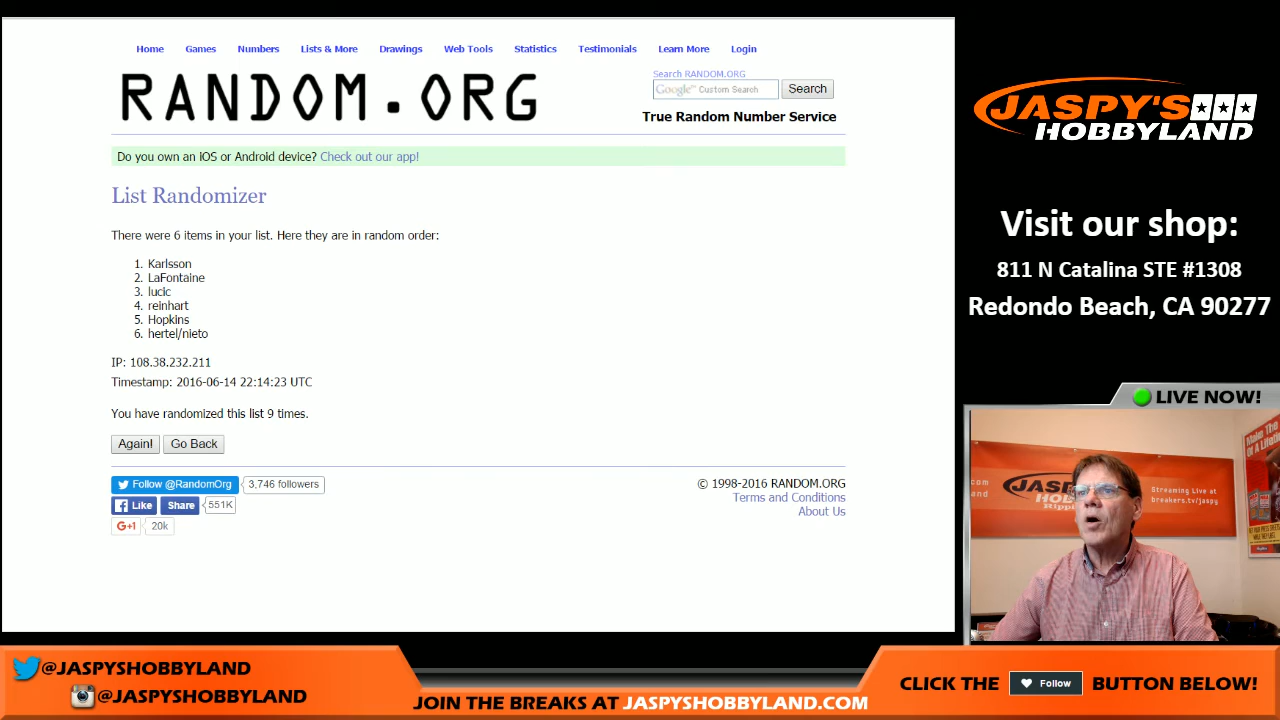 Home Games Numbers Lists & More Drawings Web Tools Statistics Testimonials Learn More Login
RANDOM.ORG
Search RANDOM.ORG
Google™ Custom Search Search
True Random Number Service
Do you own an iOS or Android device? Check out our app!
List Randomizer
There were 6 items in your list. Here they are in random order:
1. Karlsson
2. LaFontaine
3. lucic
4. reinhart
5. Hopkins
6. hertel/nieto
IP: 108.38.232.211
Timestamp: 2016-06-14 22:14:23 UTC
You have randomized this list 9 times.
Again! Go Back
Follow @RandomOrg 3,746 followers
Like Share 551K
G+1 20k
© 1998-2016 RANDOM.ORG
Terms and Conditions
About Us
JASPY'S
HOBBYLAND
Visit our shop:
811 N Catalina STE #1308
Redondo Beach, CA 90277
LIVE NOW!
Streaming Live at
breakers.tv/jaspy
@JASPYSHOBBYLAND
@JASPYSHOBBYLAND
JOIN THE BREAKS AT JASPYSHOBBYLAND.COM
CLICK THE Follow BUTTON BELOW!